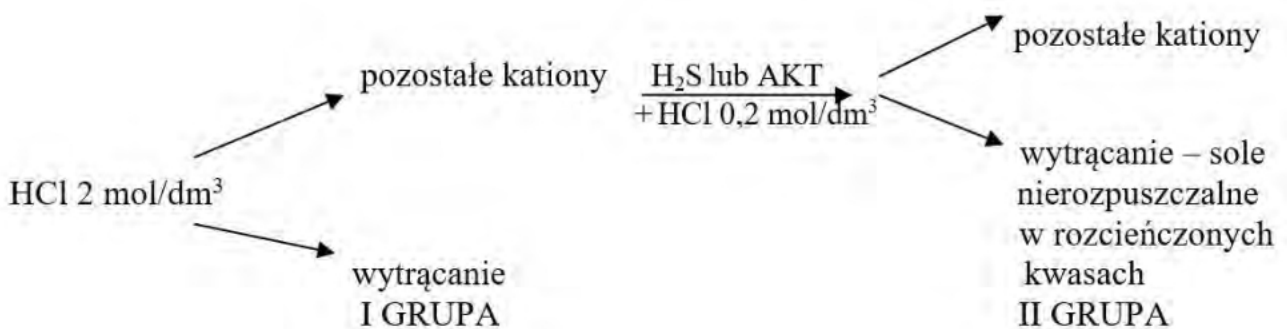 HCl 2 mol/dm³
pozostałe kationy
wytrącanie
I GRUPA
H₂S lub AKT
+ HCl 0,2 mol/dm³
pozostałe kationy
wytrącanie – sole
nierozpuszczalne
w rozcieńczonych
kwasach
II GRUPA